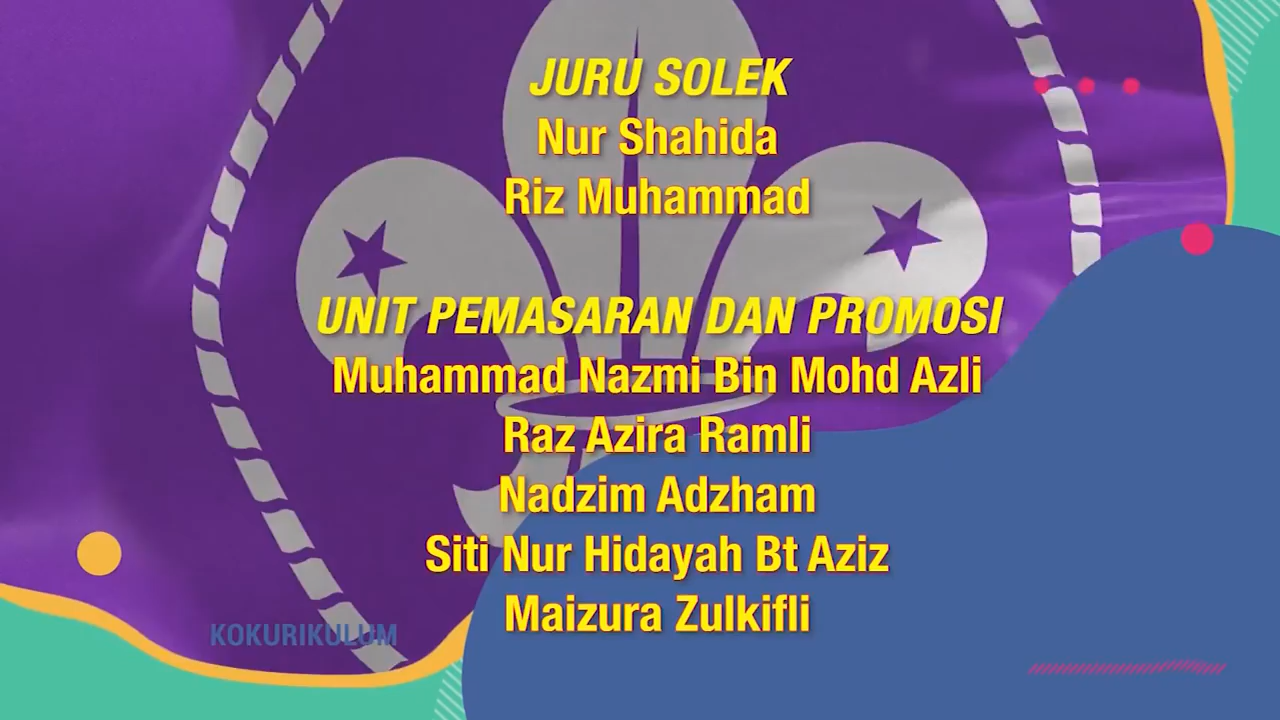 JURU SOLEK
Nur Shahida
Riz Muhammad
UNIT PEMASARAN DAN PROMOSI
Muhammad Nazmi Bin Mohd Azli
Raz Azira Ramli
Nadzim Adzham
Siti Nur Hidayah Bt Aziz
Maizura Zulkifli
KOKURIKULUM